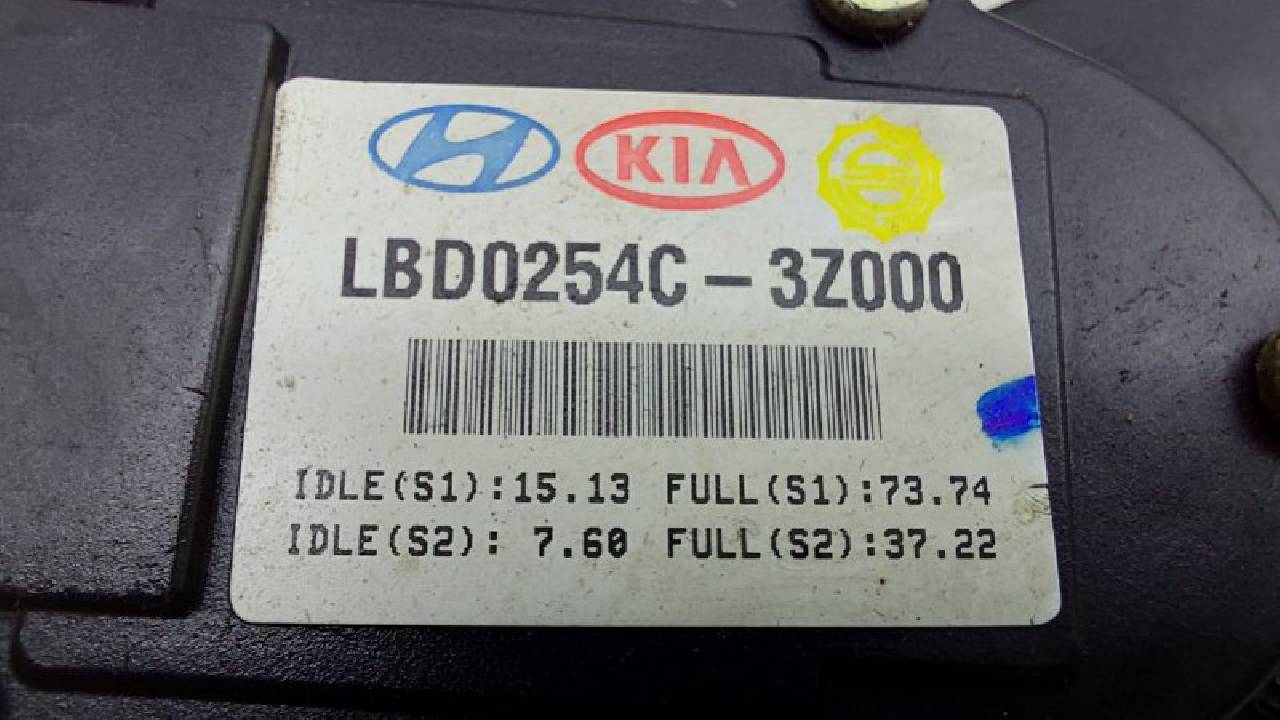 KIA
LBD0254C-3Z000
IDLE(S1):15.13 FULL(S1):73.74
IDLE(S2): 7.60 FULL(S2):37.22